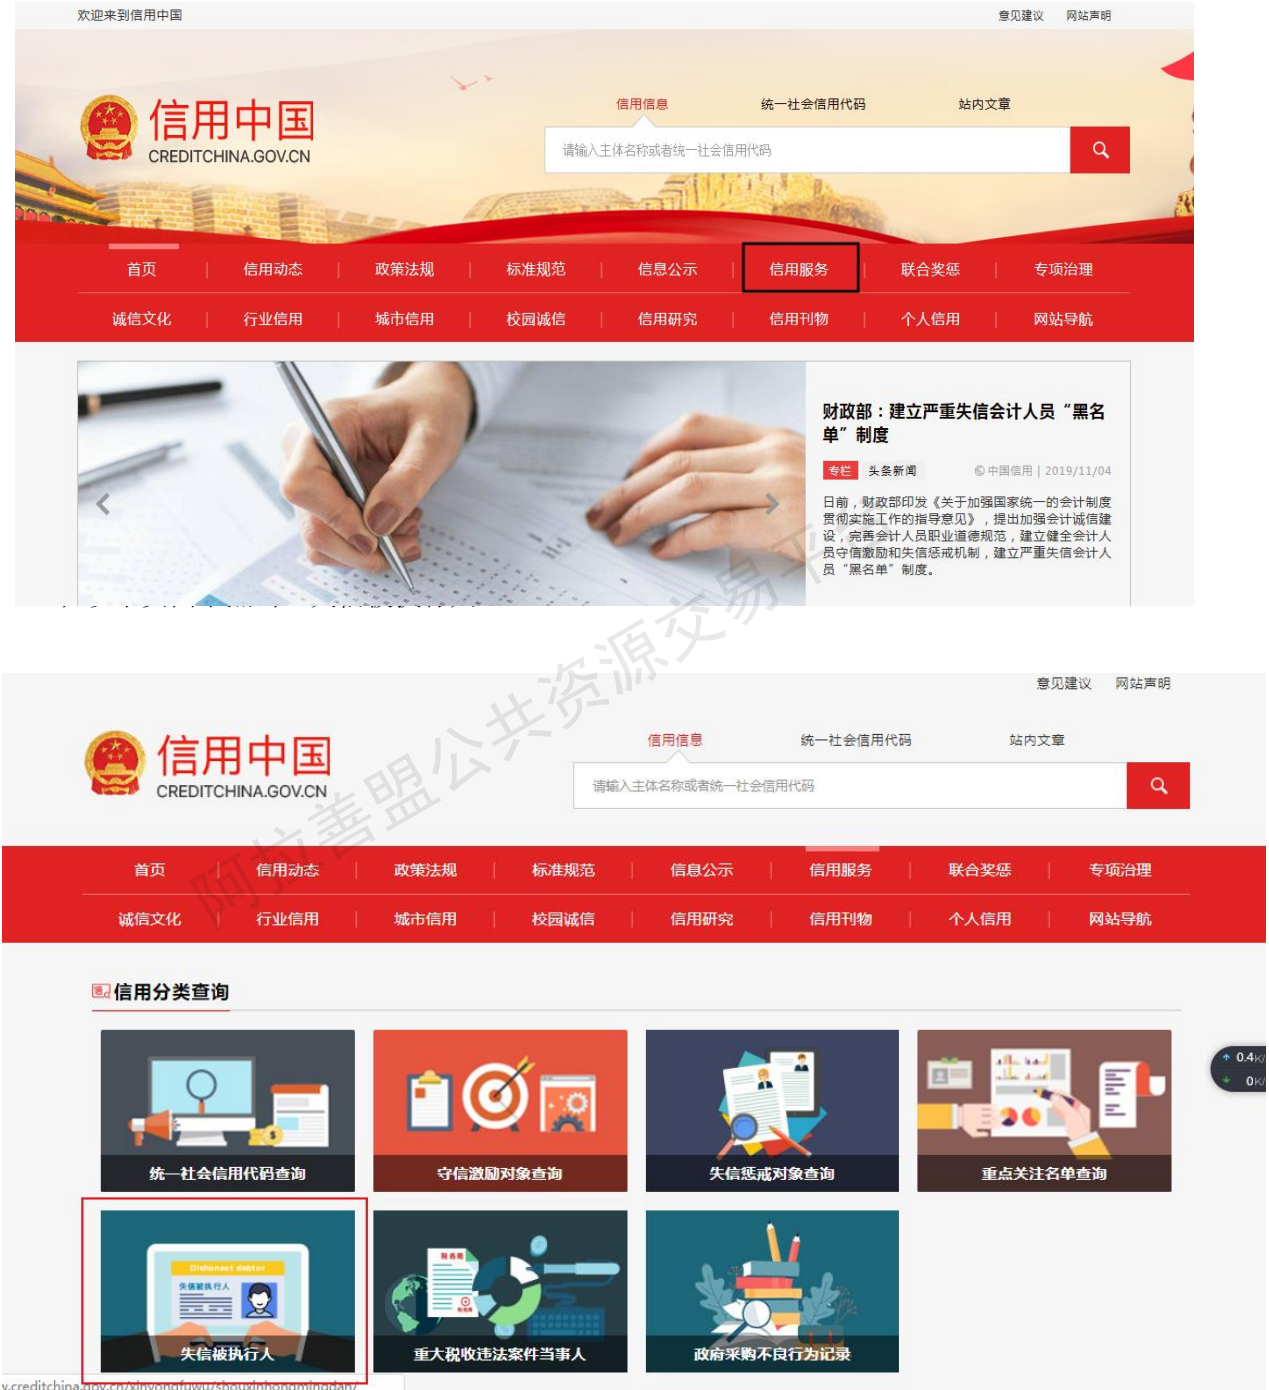 欢迎来到信用中国
意见建议 网站声明
信用中国
CREDITCHINA.GOV.CN
信用信息 统一社会信用代码 站内文章
请输入主体名称或者统一社会信用代码
首页 信用动态 政策法规 标准规范 信息公示 信用服务 联合奖惩 专项治理
诚信文化 行业信用 城市信用 校园诚信 信用研究 信用刊物 个人信用 网站导航
财政部：建立严重失信会计人员“黑名
单”制度
专栏 头条新闻 中国信用 | 2019/11/04
日前，财政部印发《关于加强国家统一的会计制度
贯彻实施工作的指导意见》，提出加强会计诚信建
设，完善会计人员职业道德规范，建立健全会计人
员守信激励和失信惩戒机制，建立严重失信会计人
员“黑名单”制度。
阿拉善盟公共资源交易平
意见建议 网站声明
信用中国
CREDITCHINA.GOV.CN
信用信息 统一社会信用代码 站内文章
请输入主体名称或者统一社会信用代码
首页 信用动态 政策法规 标准规范 信息公示 信用服务 联合奖惩 专项治理
诚信文化 行业信用 城市信用 校园诚信 信用研究 信用刊物 个人信用 网站导航
信用分类查询
统一社会信用代码查询
守信激励对象查询
失信惩戒对象查询
重点关注名单查询
0.4K/
0K/
Dishonest debtor
失信被执行人
失信被执行人
税务局
重大税收违法案件当事人
政府采购不良行为记录
v.creditchina.gov.cn/xinyongfuwu/shouxinhongmingdan/